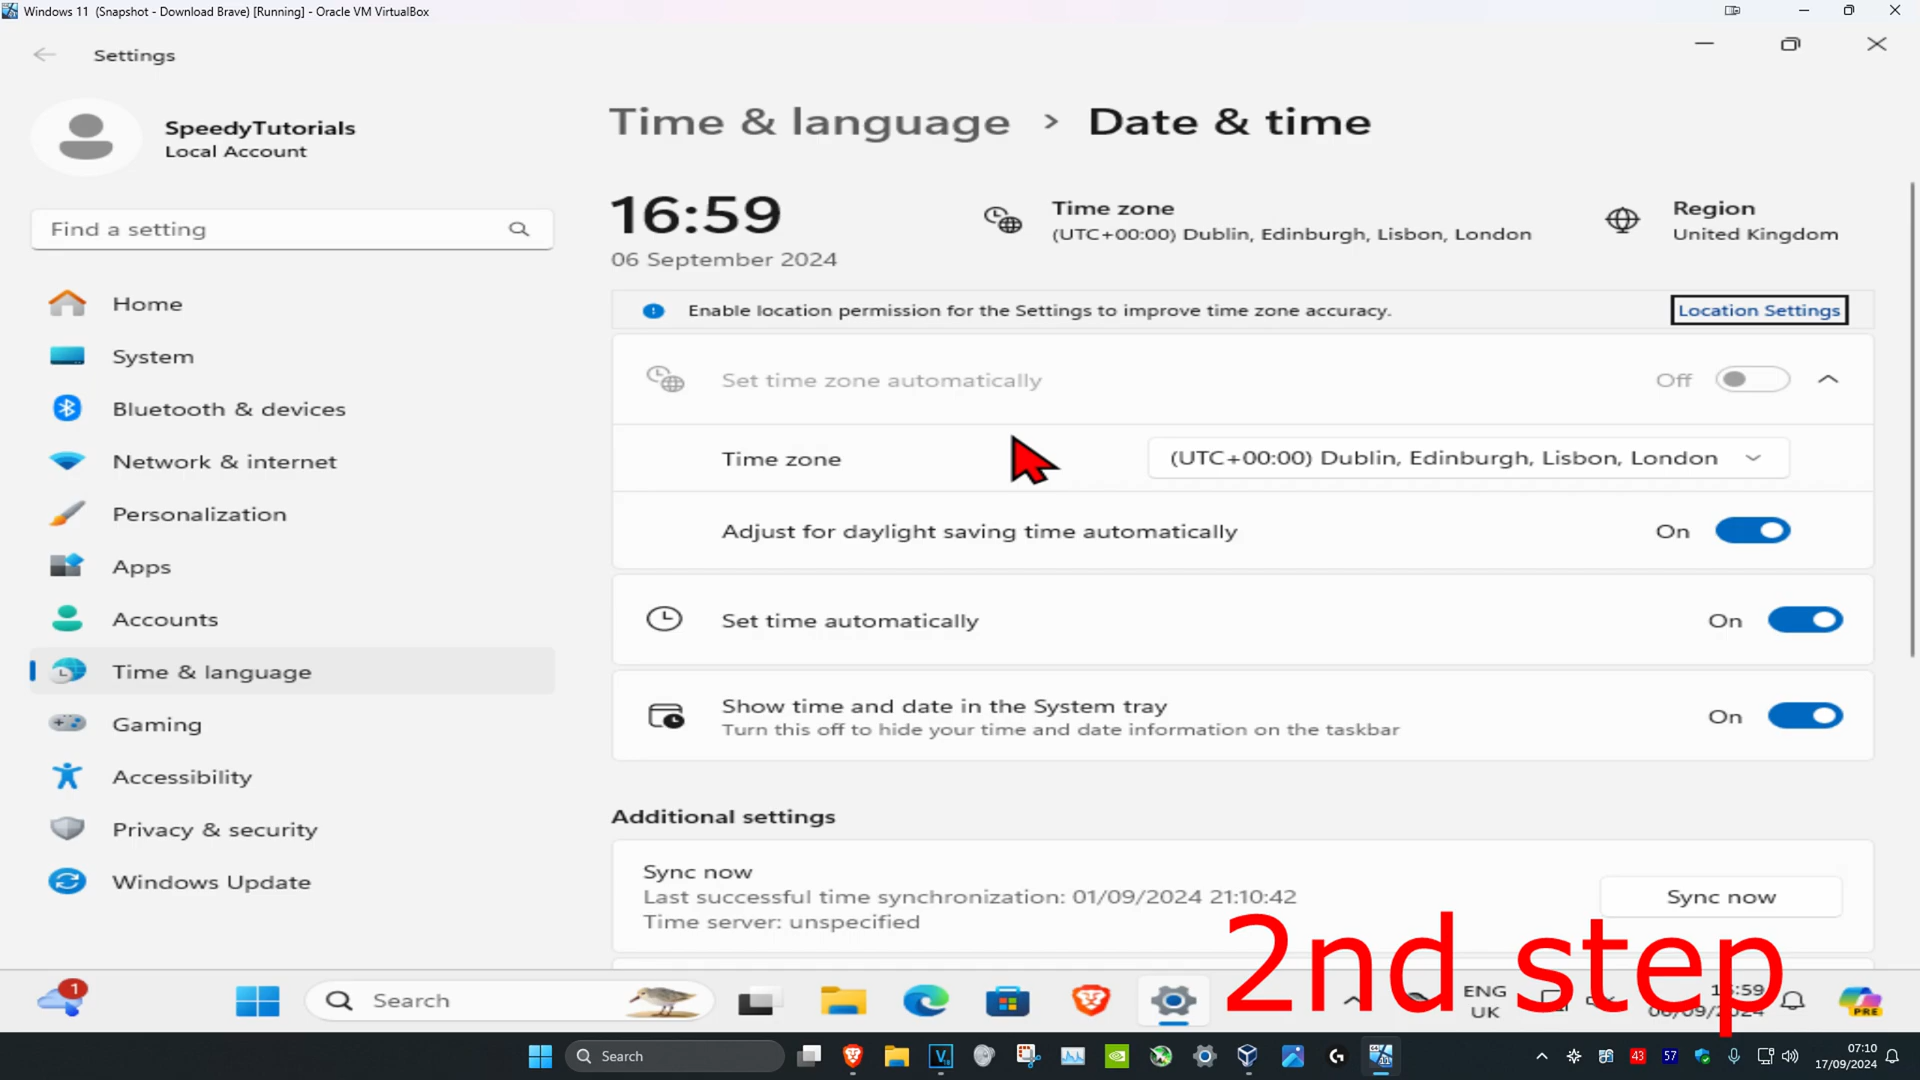 Windows 11 (Snapshot - Download Brave) [Running] - Oracle VM VirtualBox
Settings
SpeedyTutorials
Local Account
Find a setting
Home
System
Bluetooth & devices
Network & internet
Personalization
Apps
Accounts
Time & language
Gaming
Accessibility
Privacy & security
Windows Update
Time & language > Date & time
16:59
06 September 2024
Time zone
(UTC+00:00) Dublin, Edinburgh, Lisbon, London
Region
United Kingdom
Enable location permission for the Settings to improve time zone accuracy.
Location Settings
Set time zone automatically
Off
Time zone
(UTC+00:00) Dublin, Edinburgh, Lisbon, London
Adjust for daylight saving time automatically
On
Set time automatically
On
Show time and date in the System tray
Turn this off to hide your time and date information on the taskbar
On
Additional settings
Sync now
Last successful time synchronization: 01/09/2024 21:10:42
Time server: unspecified
Sync now
2nd step
1
Search
ENG
UK
16:59
06/09/2024
PRE
Search
43
57
07:10
17/09/2024